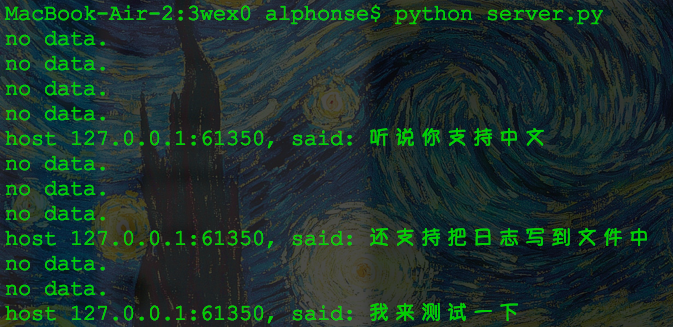 MacBook-Air-2:3wex0 alphonse$ python server.py
no data.
no data.
no data.
no data.
host 127.0.0.1:61350, said: 听说你支持中文
no data.
no data.
no data.
host 127.0.0.1:61350, said: 还支持把日志写到文件中
no data.
no data.
host 127.0.0.1:61350, said: 我来测试一下